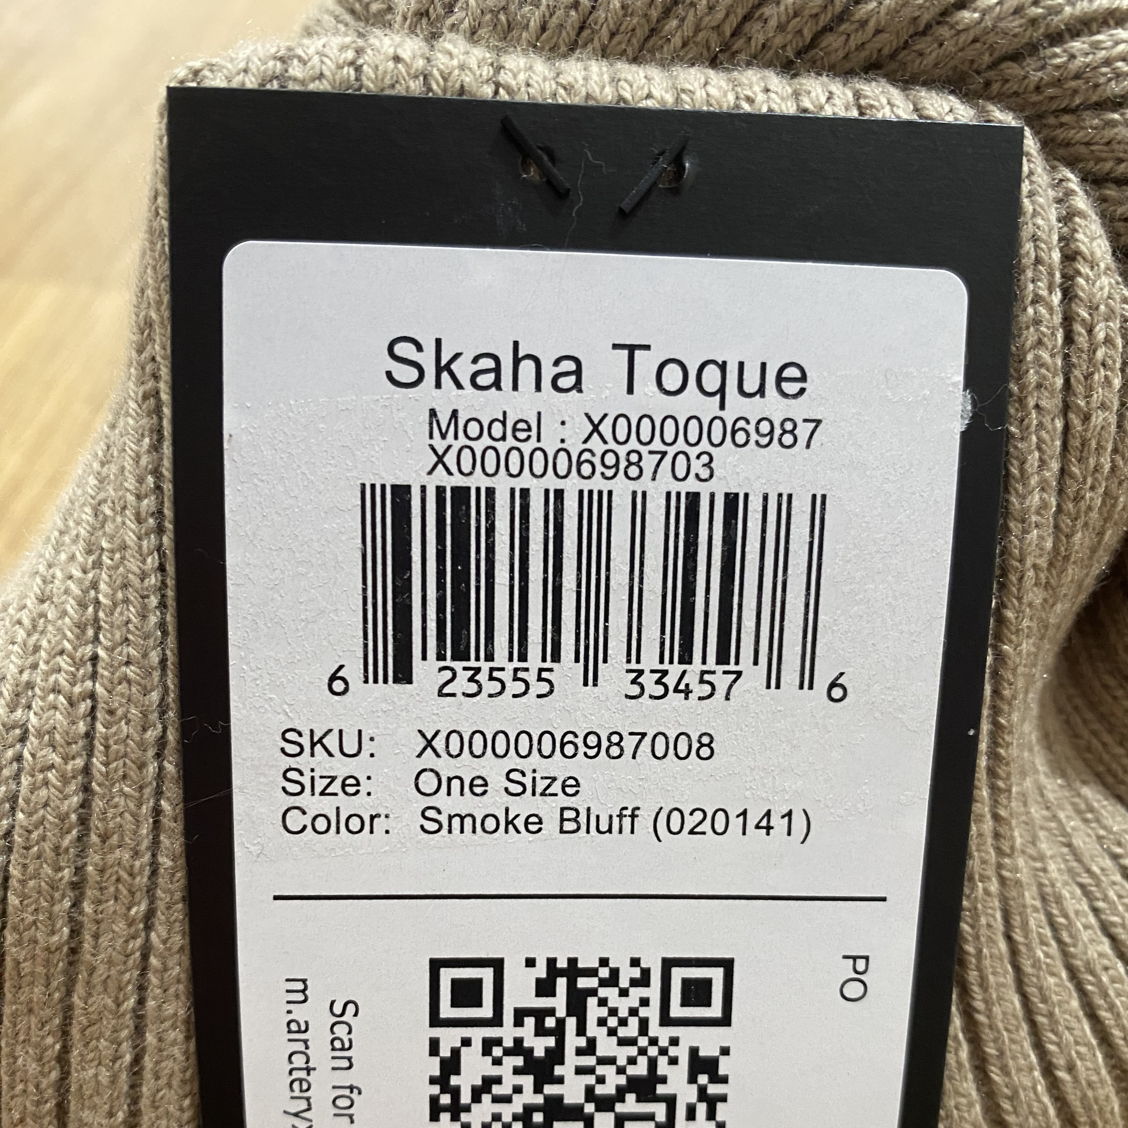 Skaha Toque
Model : X000006987
X00000698703
6 23555 33457 6
SKU: X000006987008
Size: One Size
Color: Smoke Bluff (020141)
PO
Scan for
m.arctery